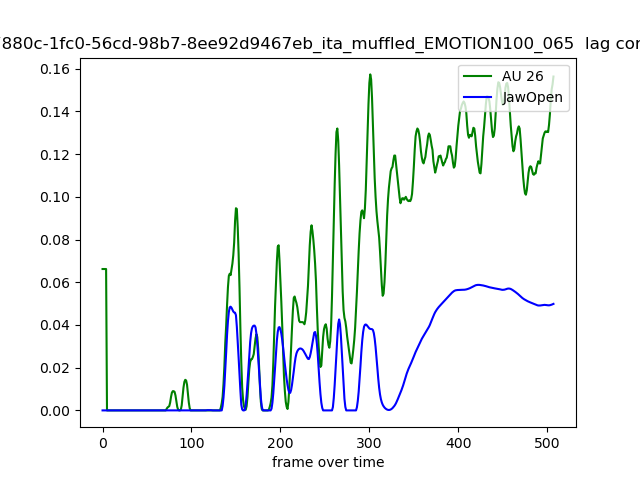 880c-1fc0-56cd-98b7-8ee92d9467eb_ita_muffled_EMOTION100_065 lag
0.16
AU 26
JawOpen
0.14
0.12
0.10
0.08
0.06
0.04
0.02
0.00
0 100 200 300 400 500
frame over time